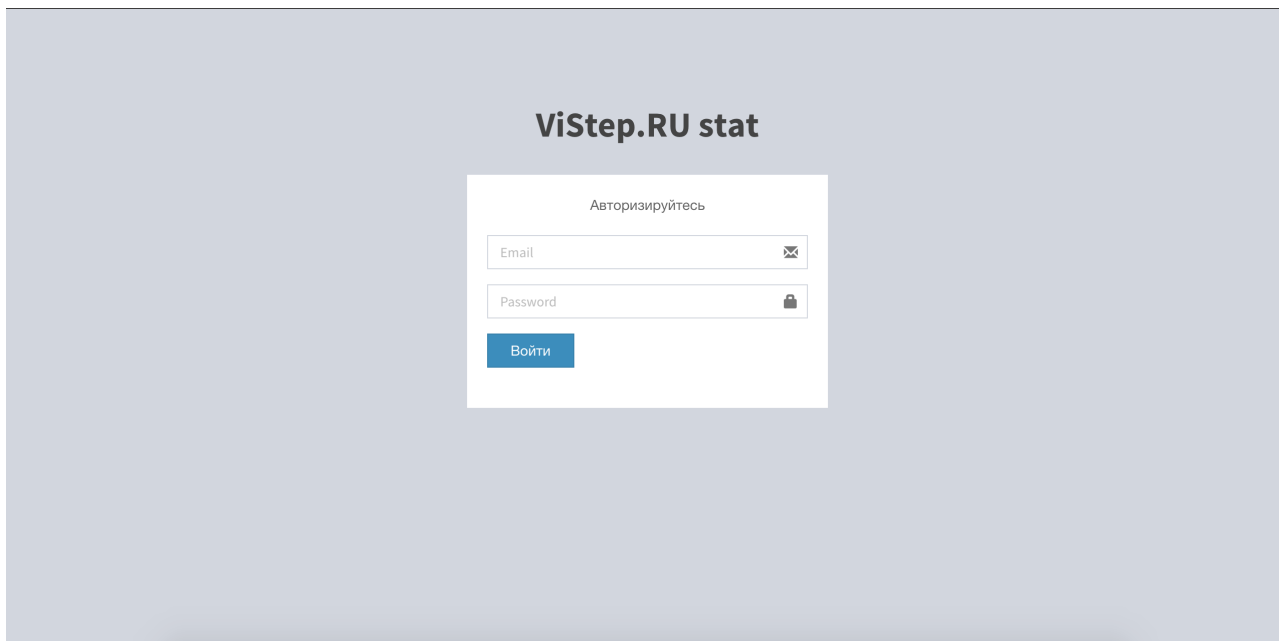 ViStep.RU stat
Авторизируйтесь
Email
Password
Войти